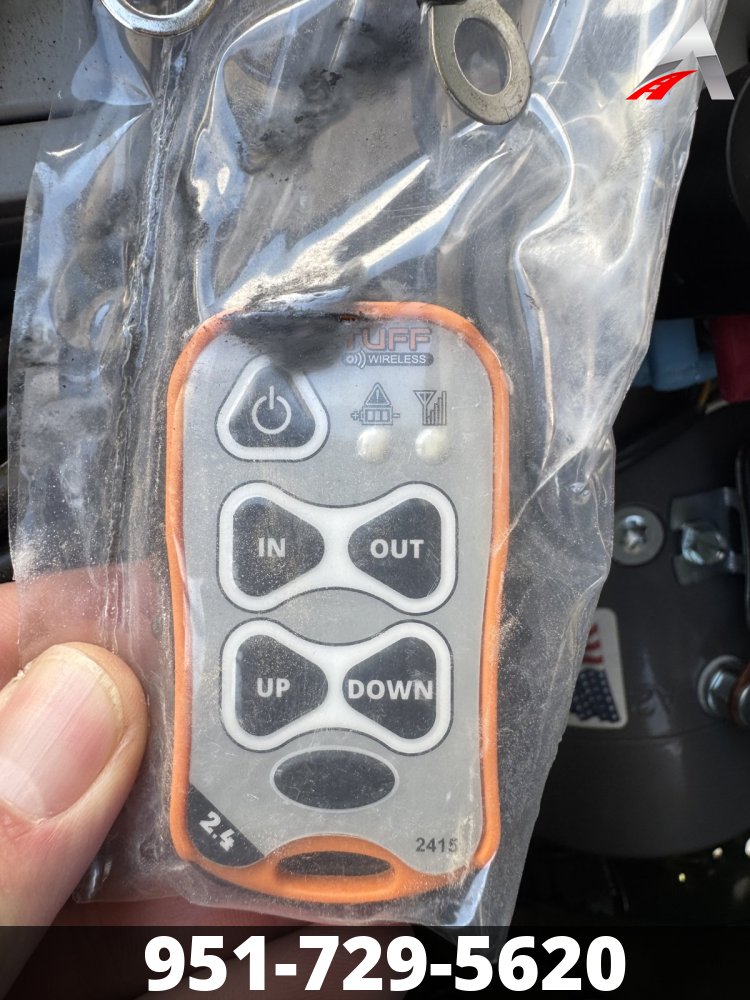 TUFF
WIRELESS
IN OUT
UP DOWN
2.4
2415
951-729-5620